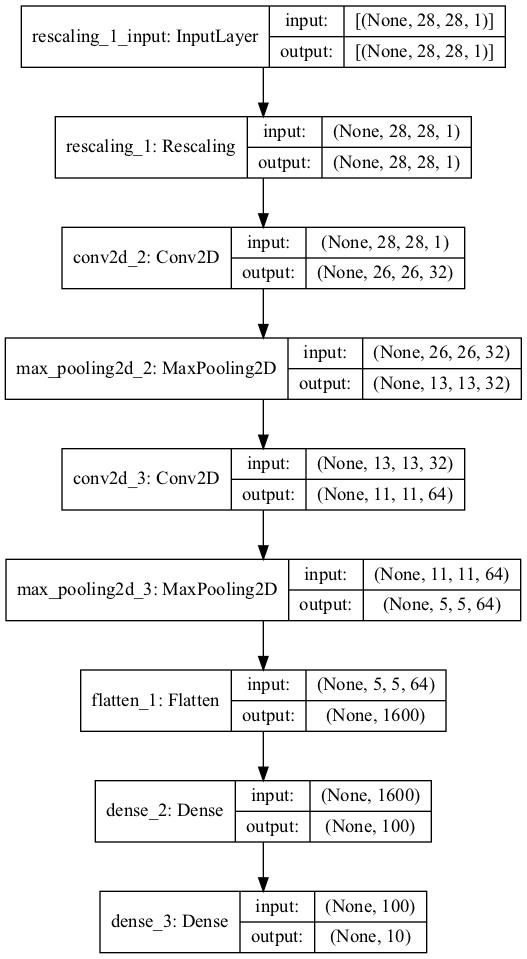 rescaling_1_input: InputLayer
input:
[(None, 28, 28, 1)]
output:
[(None, 28, 28, 1)]
rescaling_1: Rescaling
input:
(None, 28, 28, 1)
output:
(None, 28, 28, 1)
conv2d_2: Conv2D
input:
(None, 28, 28, 1)
output:
(None, 26, 26, 32)
max_pooling2d_2: MaxPooling2D
input:
(None, 26, 26, 32)
output:
(None, 13, 13, 32)
conv2d_3: Conv2D
input:
(None, 13, 13, 32)
output:
(None, 11, 11, 64)
max_pooling2d_3: MaxPooling2D
input:
(None, 11, 11, 64)
output:
(None, 5, 5, 64)
flatten_1: Flatten
input:
(None, 5, 5, 64)
output:
(None, 1600)
dense_2: Dense
input:
(None, 1600)
output:
(None, 100)
dense_3: Dense
input:
(None, 100)
output:
(None, 10)